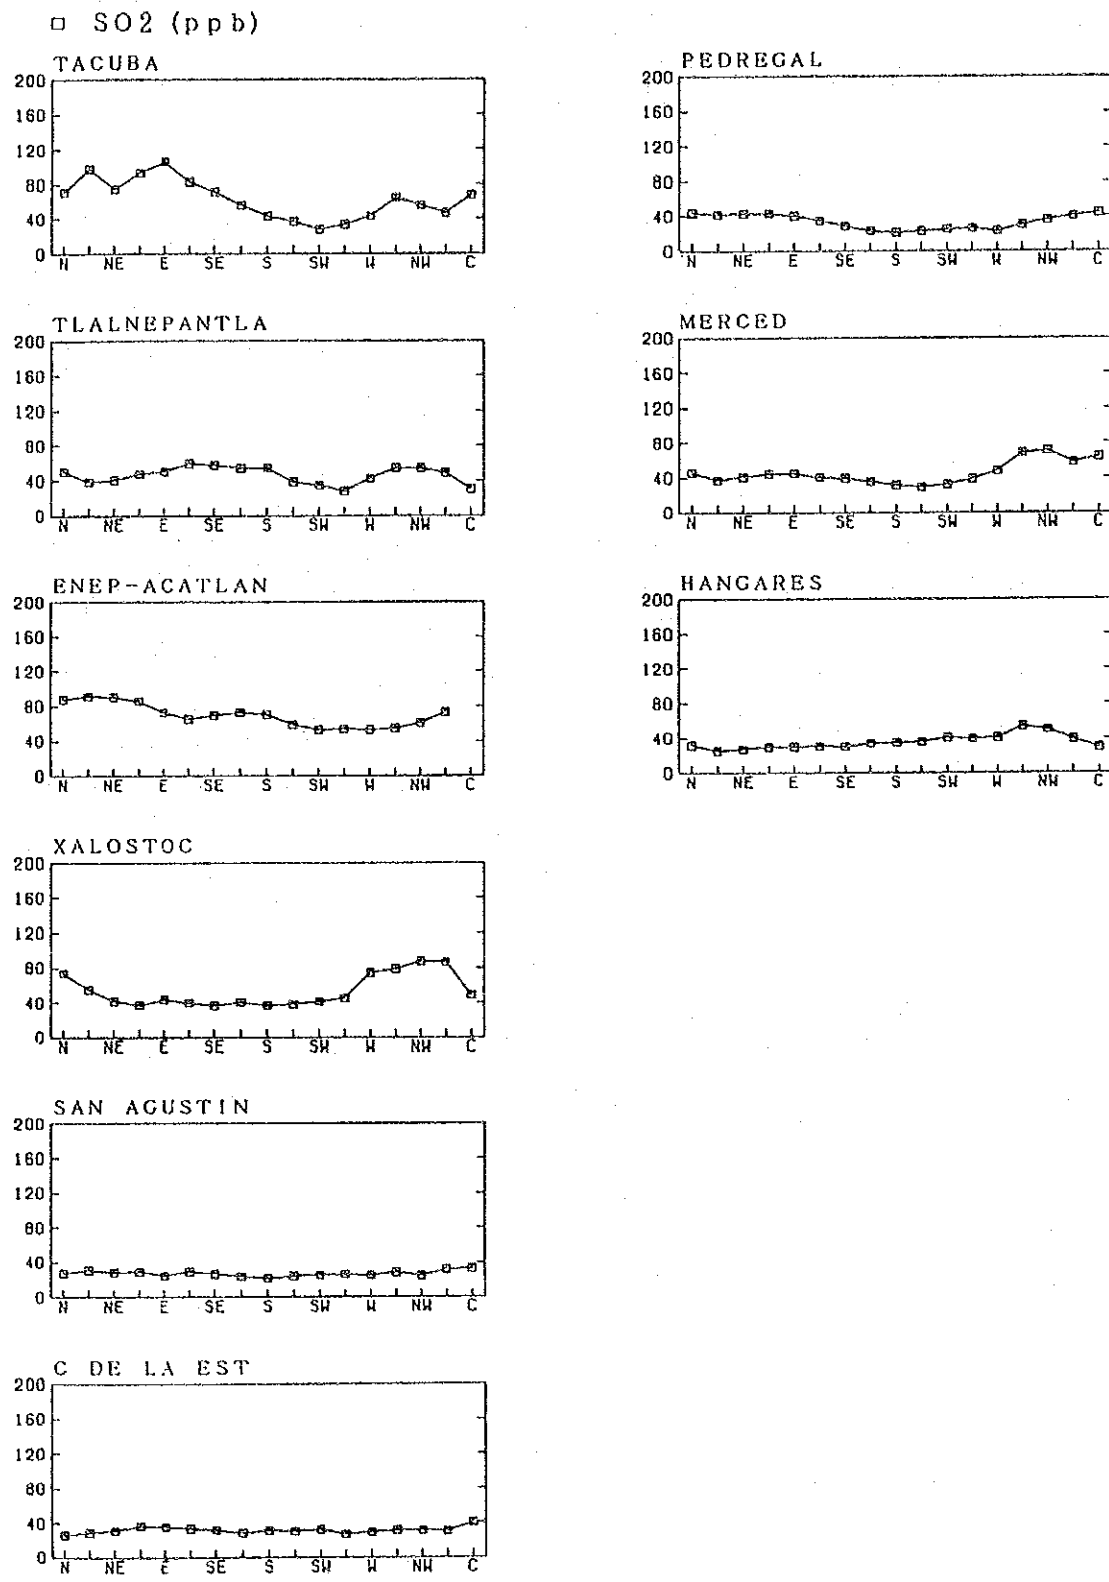 □ SO2 (ppb)
TACUBA
200
160
120
80
40
0
N NE E SE S SW W NW C
TLALNEPANTLA
200
160
120
80
40
0
N NE E SE S SW W NW C
ENEP-ACATLAN
200
160
120
80
40
0
N NE E SE S SW W NW C
XALOSTOC
200
160
120
80
40
0
N NE E SE S SW W NW C
SAN AGUSTIN
200
160
120
80
40
0
N NE E SE S SW W NW C
C DE LA EST
200
160
120
80
40
0
N NE E SE S SW W NW C
PEDREGAL
200
160
120
80
40
0
N NE E SE S SW W NW C
MERCED
200
160
120
80
40
0
N NE E SE S SW W NW C
HANGARES
200
160
120
80
40
0
N NE E SE S SW W NW C